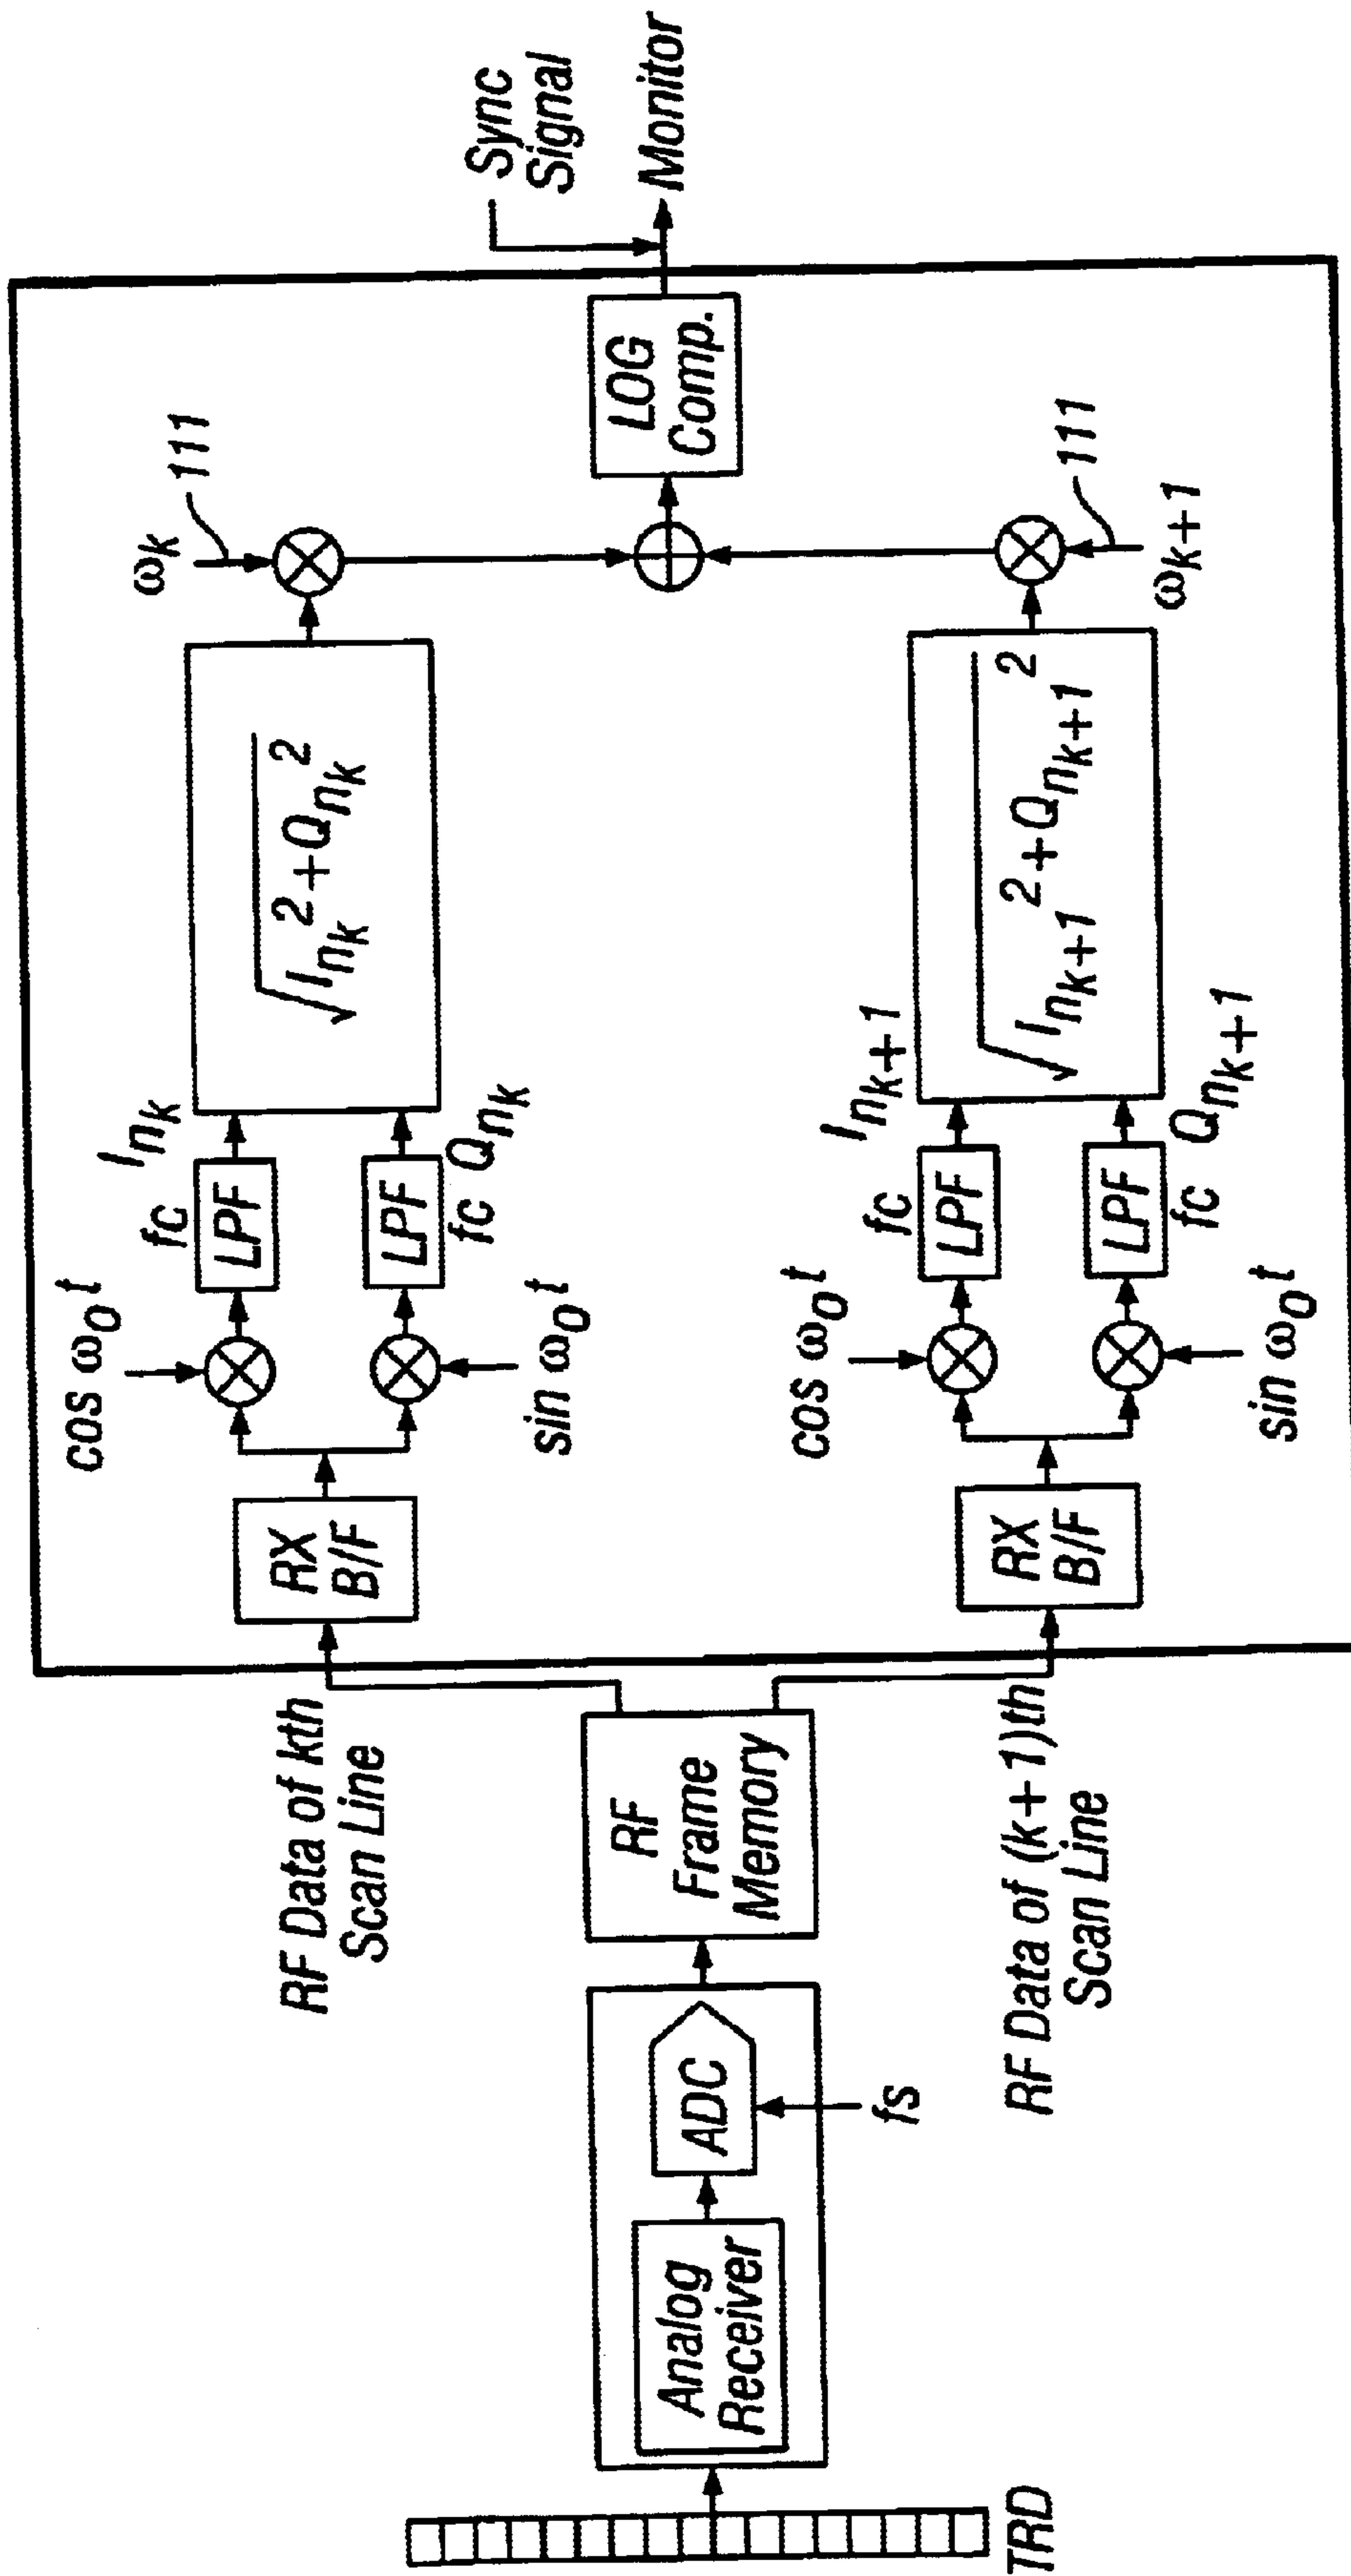 TRD
Analog
Receiver
ADC
fs
RF
Frame
Memory
RF Data of kth
Scan Line
RF Data of (k+1)th
Scan Line
RX
B/F
cos ω₀t
sin ω₀t
fc
LPF
Iₙₖ
LPF
fc
Qₙₖ
√Iₙₖ²+Qₙₖ²
ωₖ
111
RX
B/F
cos ω₀t
sin ω₀t
fc
LPF
Iₙₖ₊₁
LPF
fc
Qₙₖ₊₁
√Iₙₖ₊₁²+Qₙₖ₊₁²
ωₖ₊₁
111
LOG
Comp.
Sync
Signal
Monitor